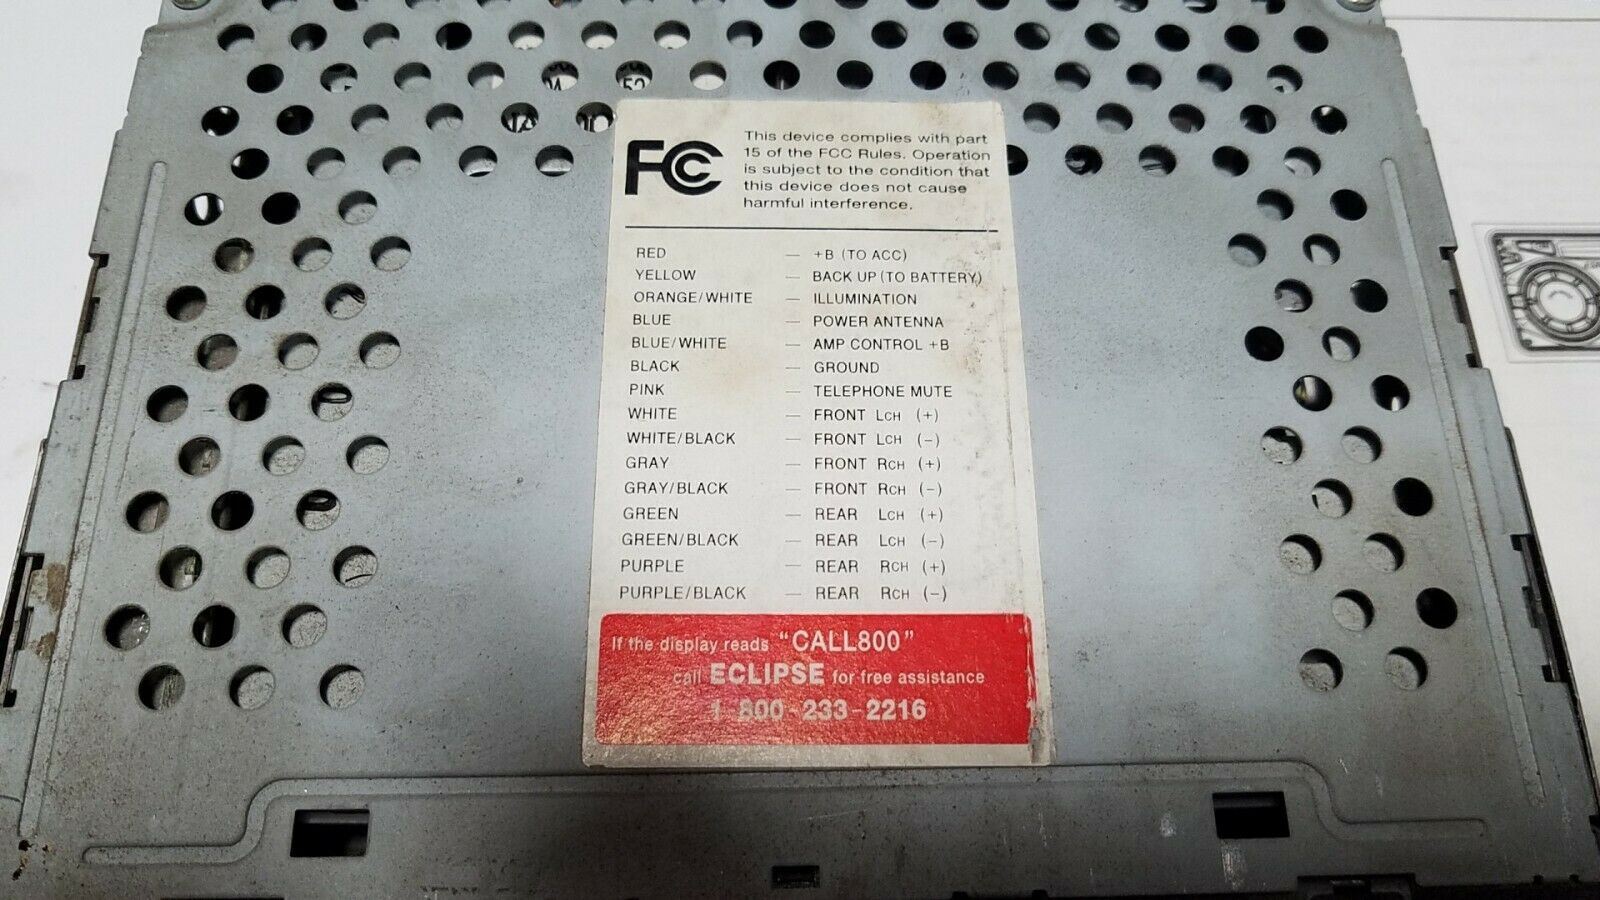 FCC
This device complies with part
15 of the FCC Rules. Operation
is subject to the condition that
this device does not cause
harmful interference.
RED — +B (TO ACC)
YELLOW — BACK UP (TO BATTERY)
ORANGE/WHITE — ILLUMINATION
BLUE — POWER ANTENNA
BLUE/WHITE — AMP CONTROL +B
BLACK — GROUND
PINK — TELEPHONE MUTE
WHITE — FRONT LCH (+)
WHITE/BLACK — FRONT LCH (−)
GRAY — FRONT RCH (+)
GRAY/BLACK — FRONT RCH (−)
GREEN — REAR LCH (+)
GREEN/BLACK — REAR LCH (−)
PURPLE — REAR RCH (+)
PURPLE/BLACK — REAR RCH (−)
If the display reads "CALL800"
call ECLIPSE for free assistance
1-800-233-2216